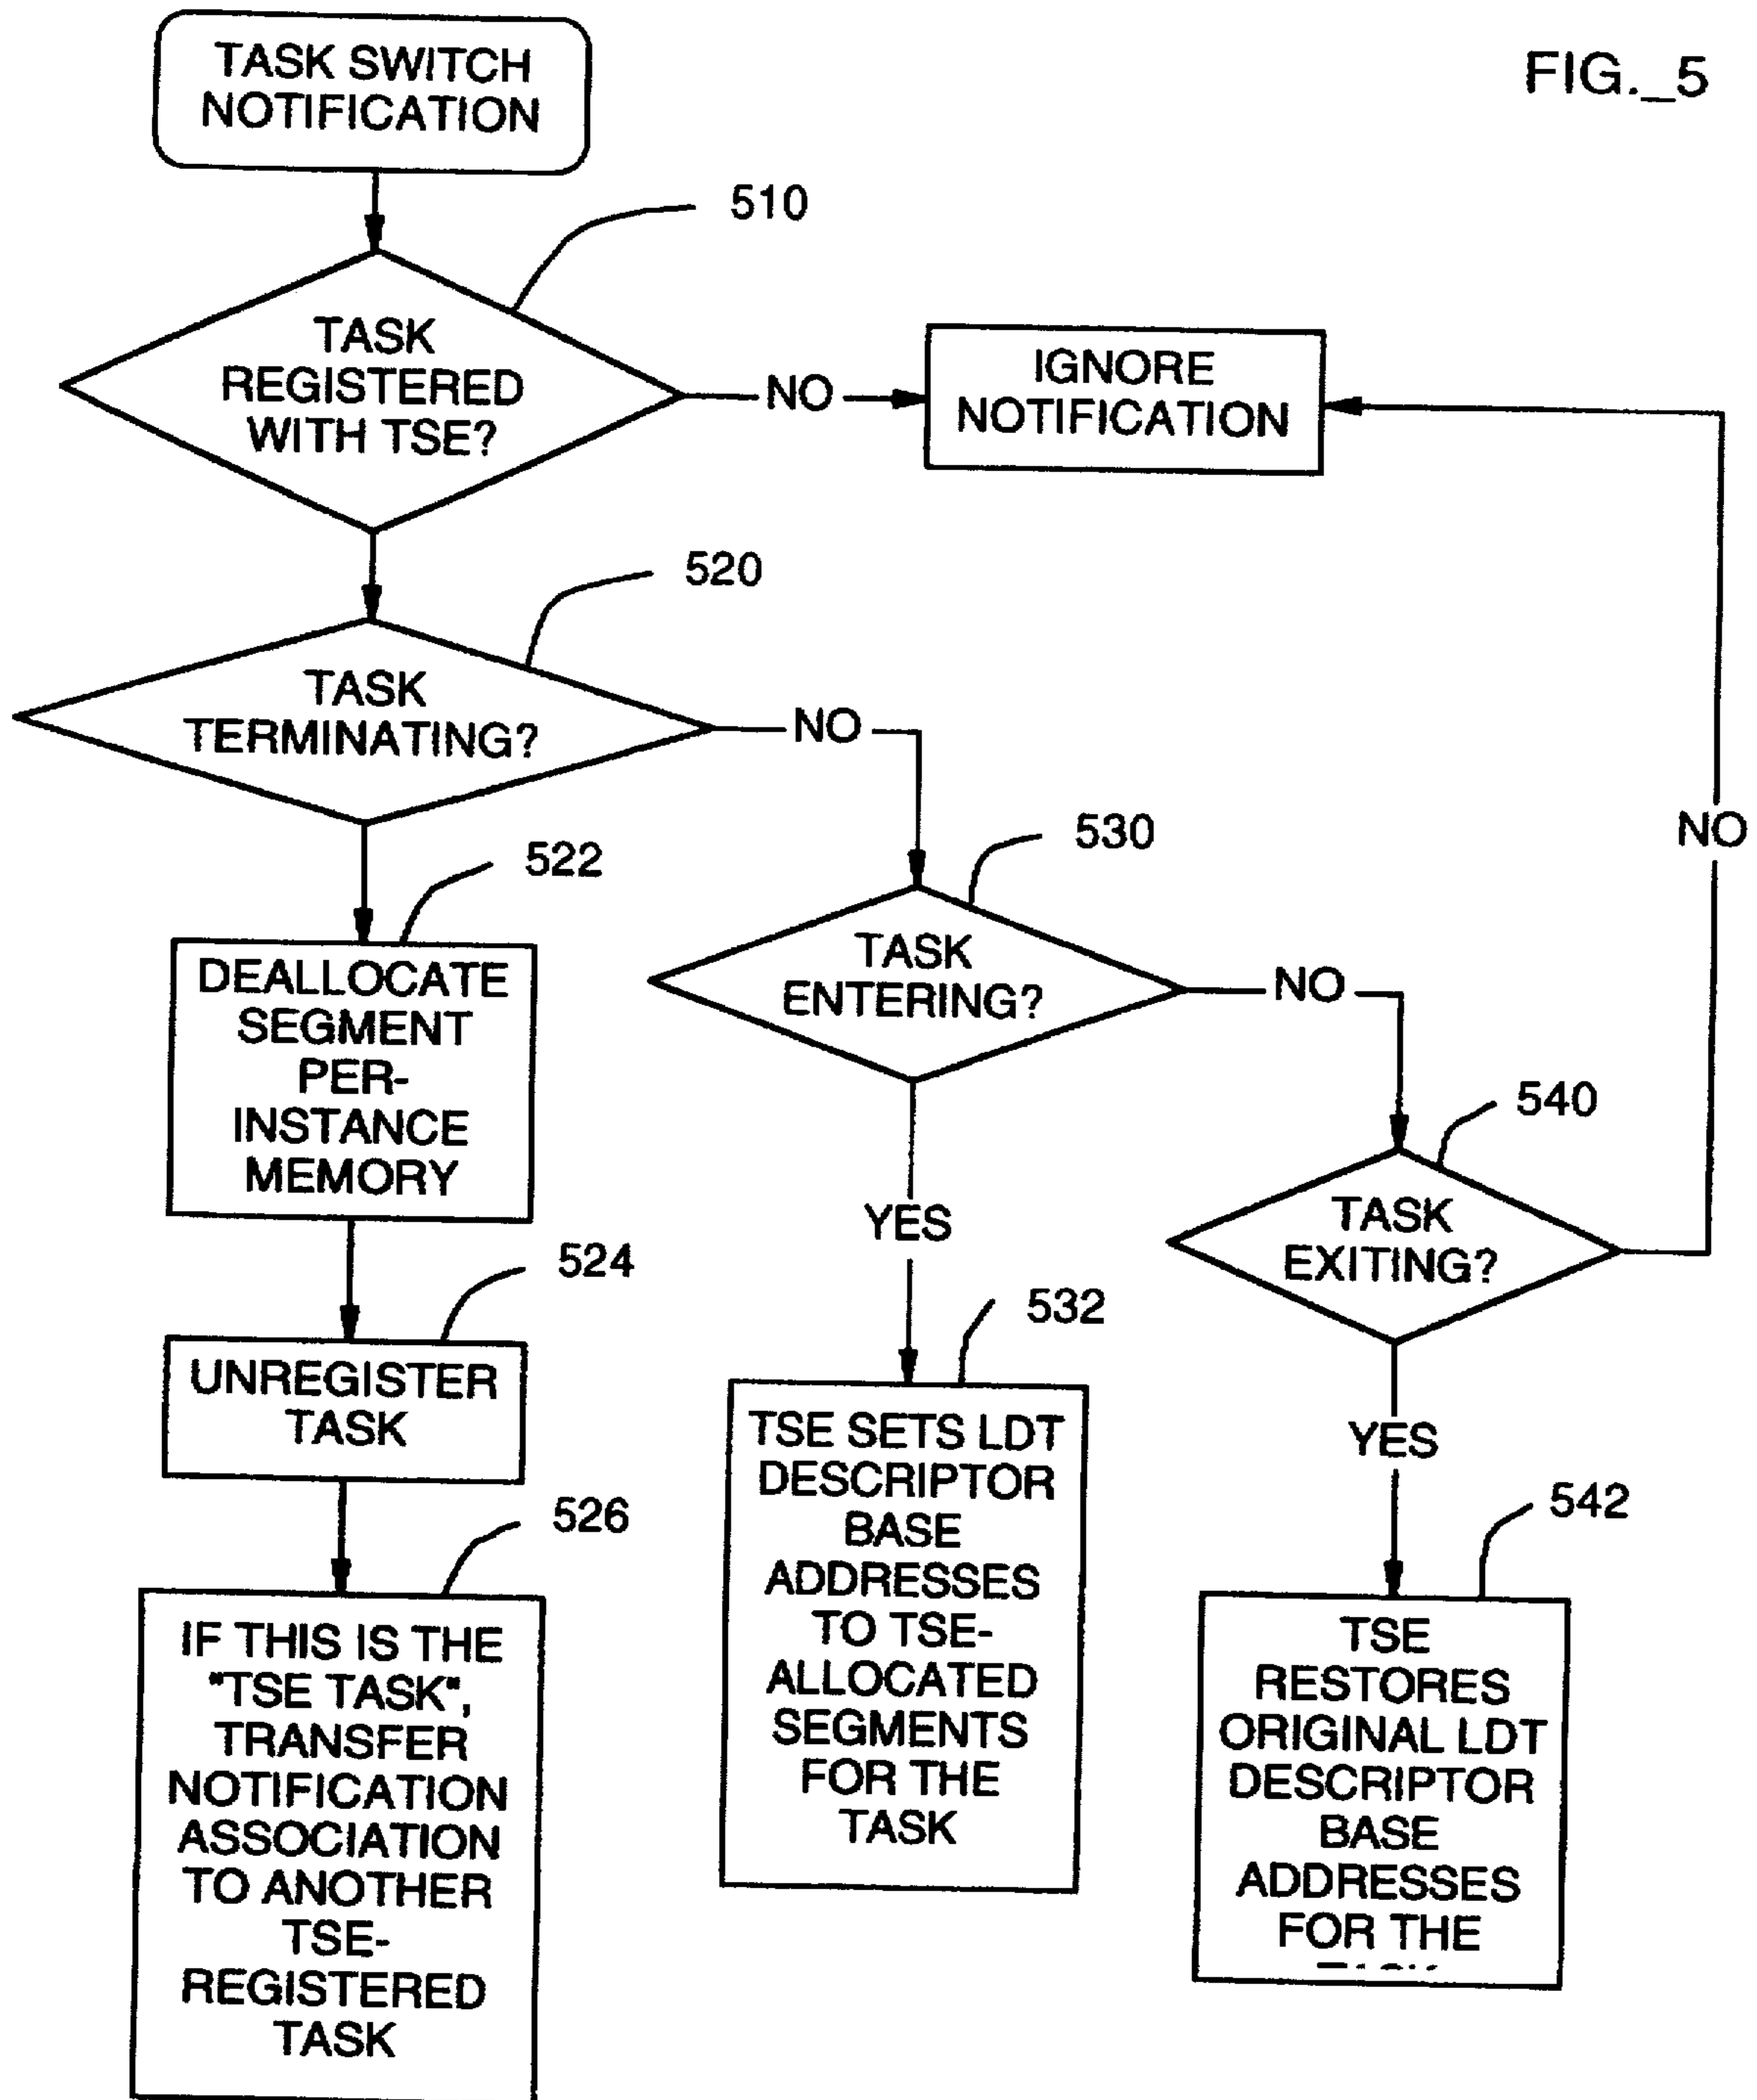 FIG._5
TASK SWITCH
NOTIFICATION
510
TASK
REGISTERED
WITH TSE?
NO
IGNORE
NOTIFICATION
520
TASK
TERMINATING?
NO
NO
522
DEALLOCATE
SEGMENT
PER-
INSTANCE
MEMORY
530
TASK
ENTERING?
NO
524
UNREGISTER
TASK
YES
540
TASK
EXITING?
526
IF THIS IS THE
"TSE TASK",
TRANSFER
NOTIFICATION
ASSOCIATION
TO ANOTHER
TSE-
REGISTERED
TASK
532
TSE SETS LDT
DESCRIPTOR
BASE
ADDRESSES
TO TSE-
ALLOCATED
SEGMENTS
FOR THE
TASK
YES
542
TSE
RESTORES
ORIGINAL LDT
DESCRIPTOR
BASE
ADDRESSES
FOR THE